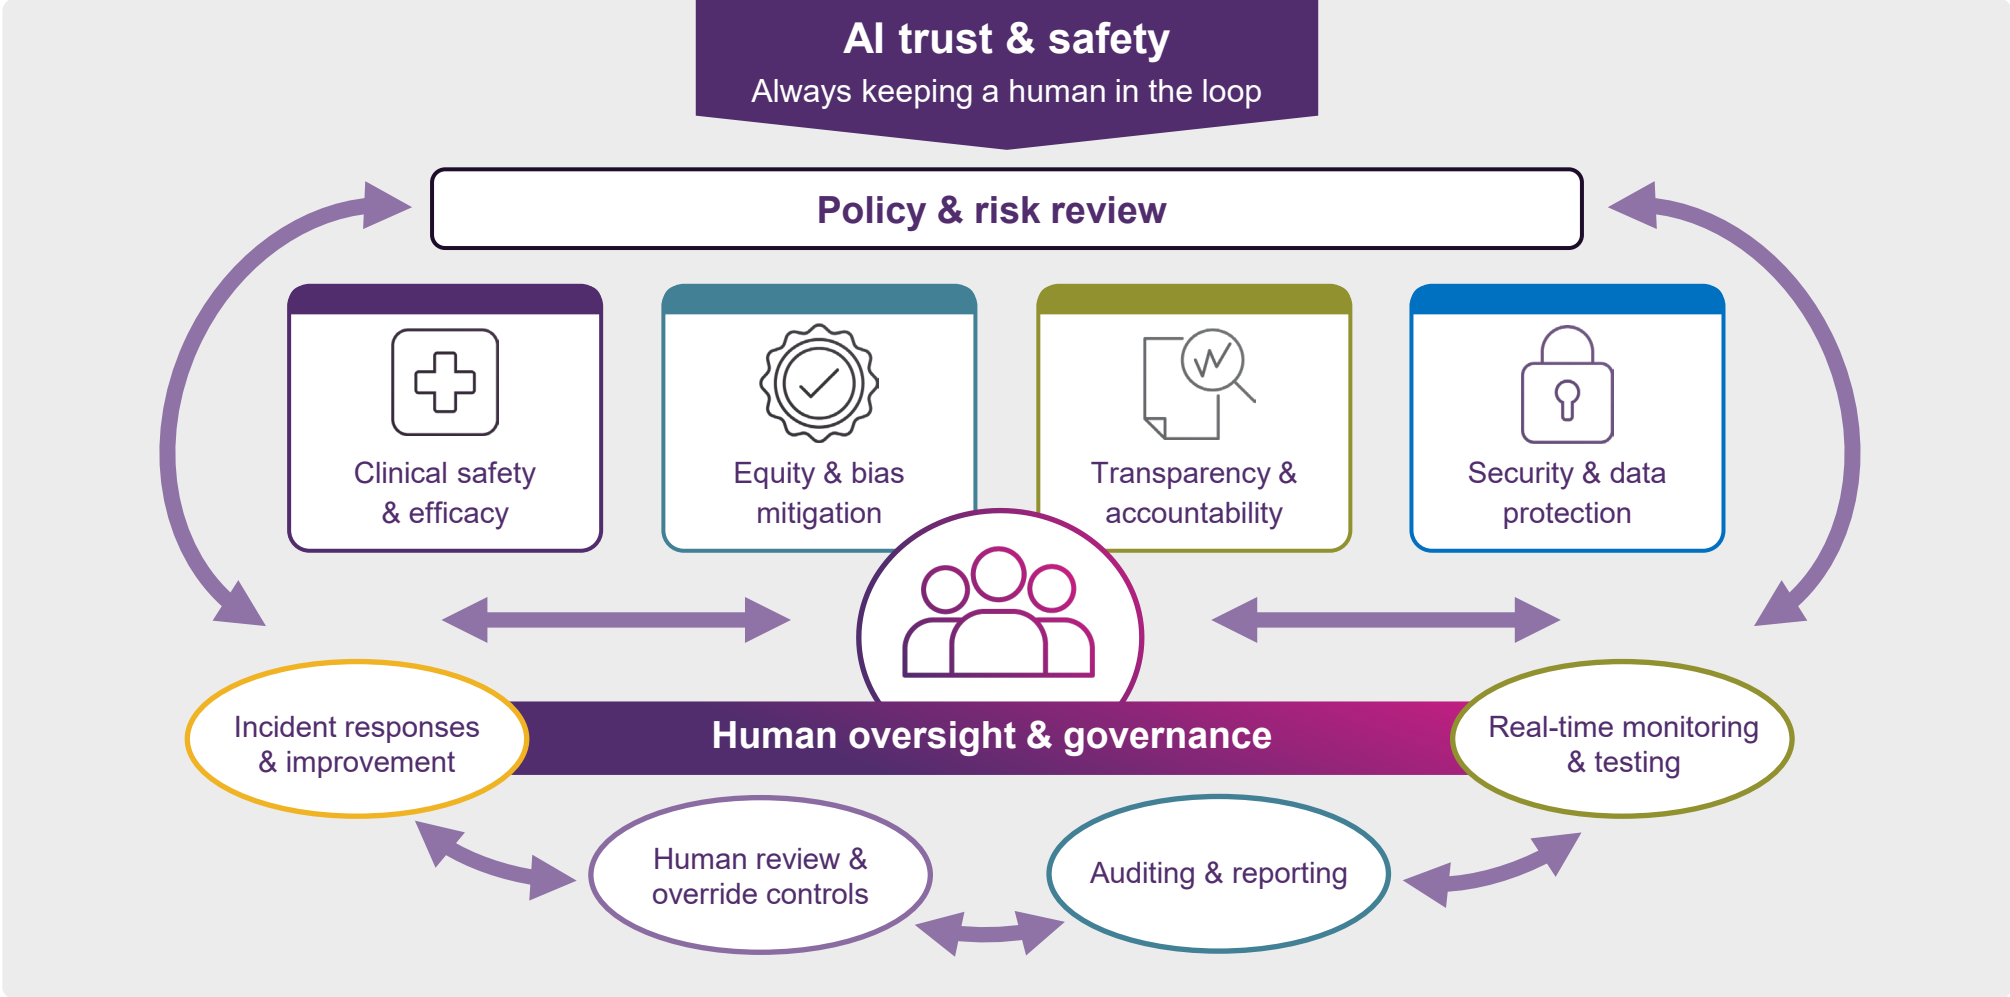 AI trust & safety
Always keeping a human in the loop
Policy & risk review
Clinical safety
& efficacy
Equity & bias
mitigation
Transparency &
accountability
Security & data
protection
Human oversight & governance
Incident responses
& improvement
Real-time monitoring
& testing
Human review &
override controls
Auditing & reporting